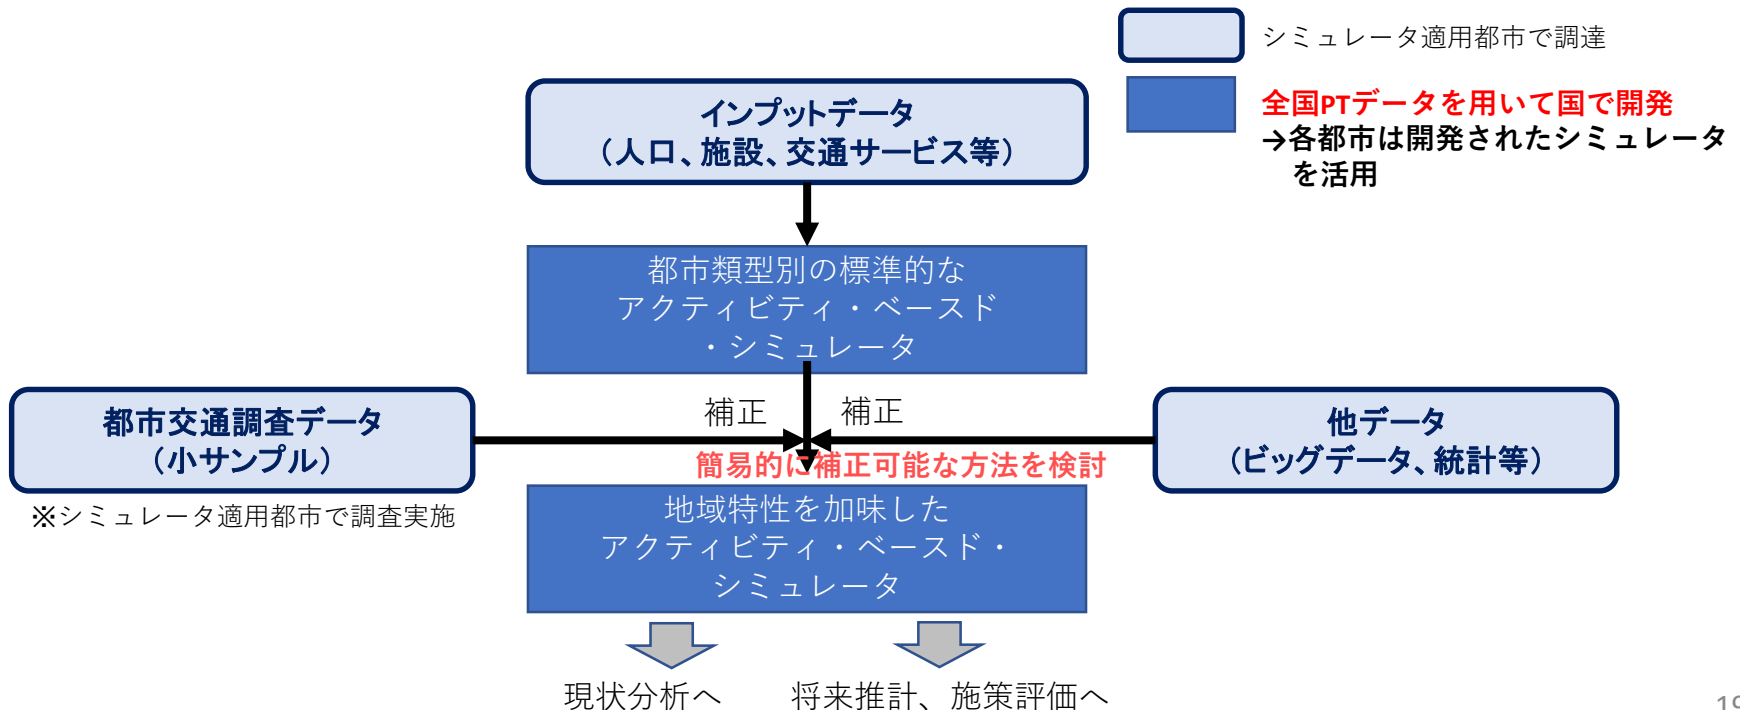 シミュレータ適用都市で調達
全国PTデータを用いて国で開発
→各都市は開発されたシミュレータ
を活用
インプットデータ
（人口、施設、交通サービス等）
都市類型別の標準的な
アクティビティ・ベースド
・シミュレータ
都市交通調査データ
（小サンプル）
※シミュレータ適用都市で調査実施
補正
補正
簡易的に補正可能な方法を検討
他データ
（ビッグデータ、統計等）
地域特性を加味した
アクティビティ・ベースド・
シミュレータ
現状分析へ
将来推計、施策評価へ
19